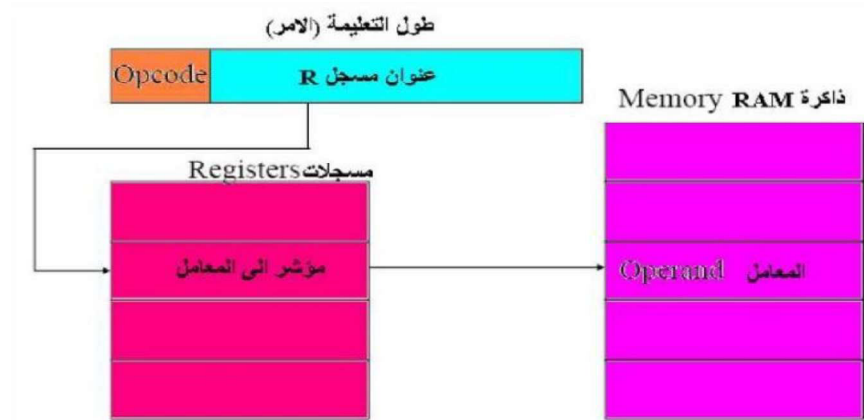 طول التعليمة (الامر)
Opcode عنوان مسجل R
ذاكرة Memory RAM
مسجلات Registers
مؤشر الى المعامل
المعامل Operand